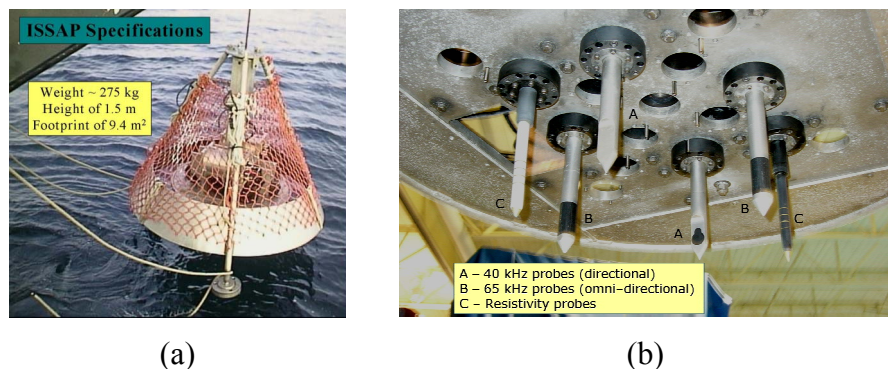 ISSAP Specifications
Weight ~ 275 kg
Height of 1.5 m
Footprint of 9.4 m²
A
C
B
A
B
C
A – 40 kHz probes (directional)
B – 65 kHz probes (omni–directional)
C – Resistivity probes
(a)
(b)